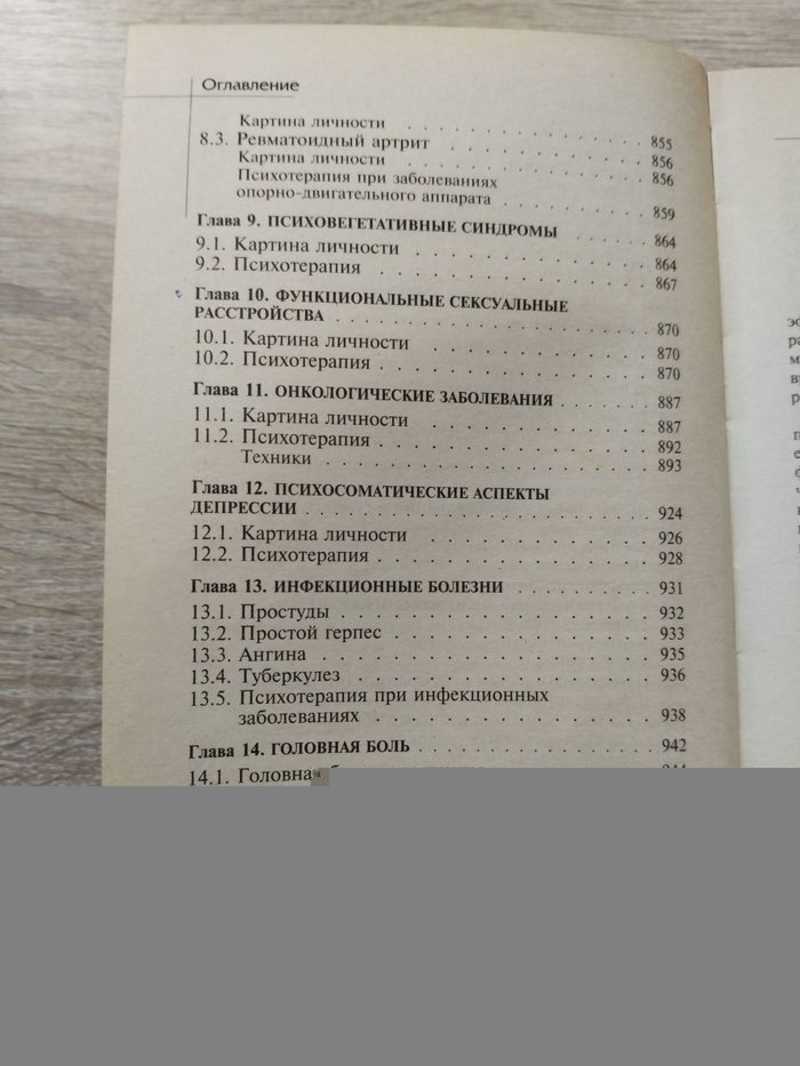 Оглавление
Картина личности . . . . . . . . . . . . . 855
8.3. Ревматоидный артрит . . . . . . . . . . . . . 856
Картина личности . . . . . . . . . . . . . 856
Психотерапия при заболеваниях
опорно-двигательного аппарата . . . . . . . . . . 859
Глава 9. ПСИХОВЕГЕТАТИВНЫЕ СИНДРОМЫ . . . . . . 864
9.1. Картина личности . . . . . . . . . . . . . 864
9.2. Психотерапия . . . . . . . . . . . . . . 867
Глава 10. ФУНКЦИОНАЛЬНЫЕ СЕКСУАЛЬНЫЕ
РАССТРОЙСТВА . . . . . . . . . . . . . . . . . 870
10.1. Картина личности . . . . . . . . . . . . . 870
10.2. Психотерапия . . . . . . . . . . . . . . . 870
Глава 11. ОНКОЛОГИЧЕСКИЕ ЗАБОЛЕВАНИЯ . . . . . . 887
11.1. Картина личности . . . . . . . . . . . . . 887
11.2. Психотерапия . . . . . . . . . . . . . . . 892
Техники . . . . . . . . . . . . . . . . . 893
Глава 12. ПСИХОСОМАТИЧЕСКИЕ АСПЕКТЫ
ДЕПРЕССИИ . . . . . . . . . . . . . . . . . . . 924
12.1. Картина личности . . . . . . . . . . . . . 926
12.2. Психотерапия . . . . . . . . . . . . . . . 928
Глава 13. ИНФЕКЦИОННЫЕ БОЛЕЗНИ . . . . . . . . . 931
13.1. Простуды . . . . . . . . . . . . . . . . . 932
13.2. Простой герпес . . . . . . . . . . . . . . 933
13.3. Ангина . . . . . . . . . . . . . . . . . . 935
13.4. Туберкулез . . . . . . . . . . . . . . . . 936
13.5. Психотерапия при инфекционных
заболеваниях . . . . . . . . . . . . . . . 938
Глава 14. ГОЛОВНАЯ БОЛЬ . . . . . . . . . . . . . 942
14.1. Головная